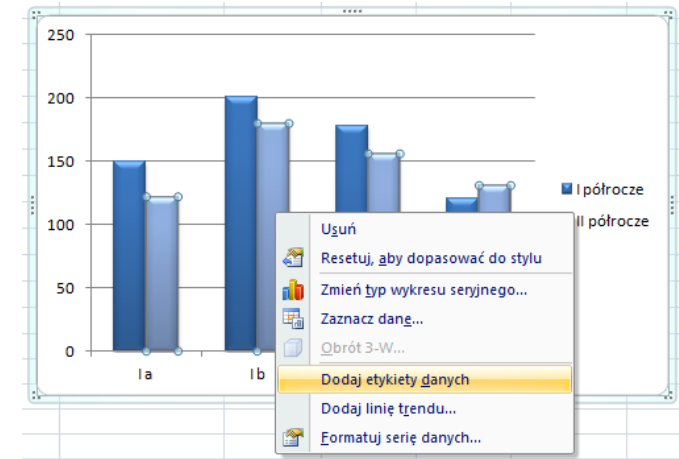 250
200
150
100
50
0
I a
I b
I półrocze
II półrocze
Usuń
Resetuj, aby dopasować do stylu
Zmień typ wykresu seryjnego...
Zaznacz dane...
Obrót 3-W...
Dodaj etykiety danych
Dodaj linię trendu...
Formatuj serię danych...